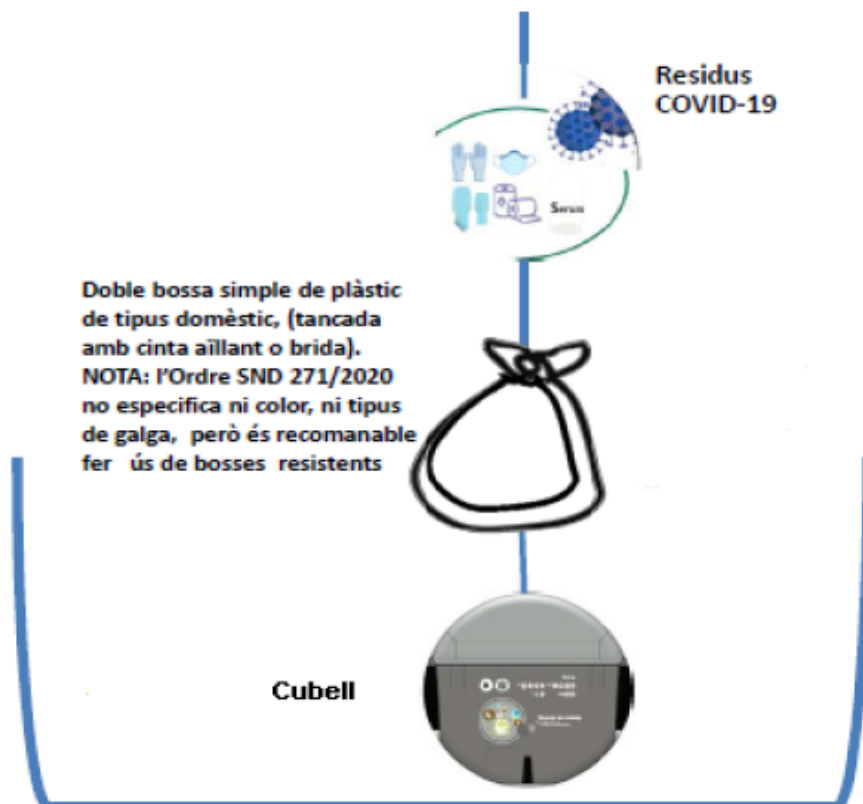 Residus
COVID-19
Serum
Doble bossa simple de plàstic
de tipus domèstic, (tancada
amb cinta aïllant o brida).
NOTA: l'Ordre SND 271/2020
no especifica ni color, ni tipus
de galga, però és recomanable
fer ús de bosses resistents
Cubell